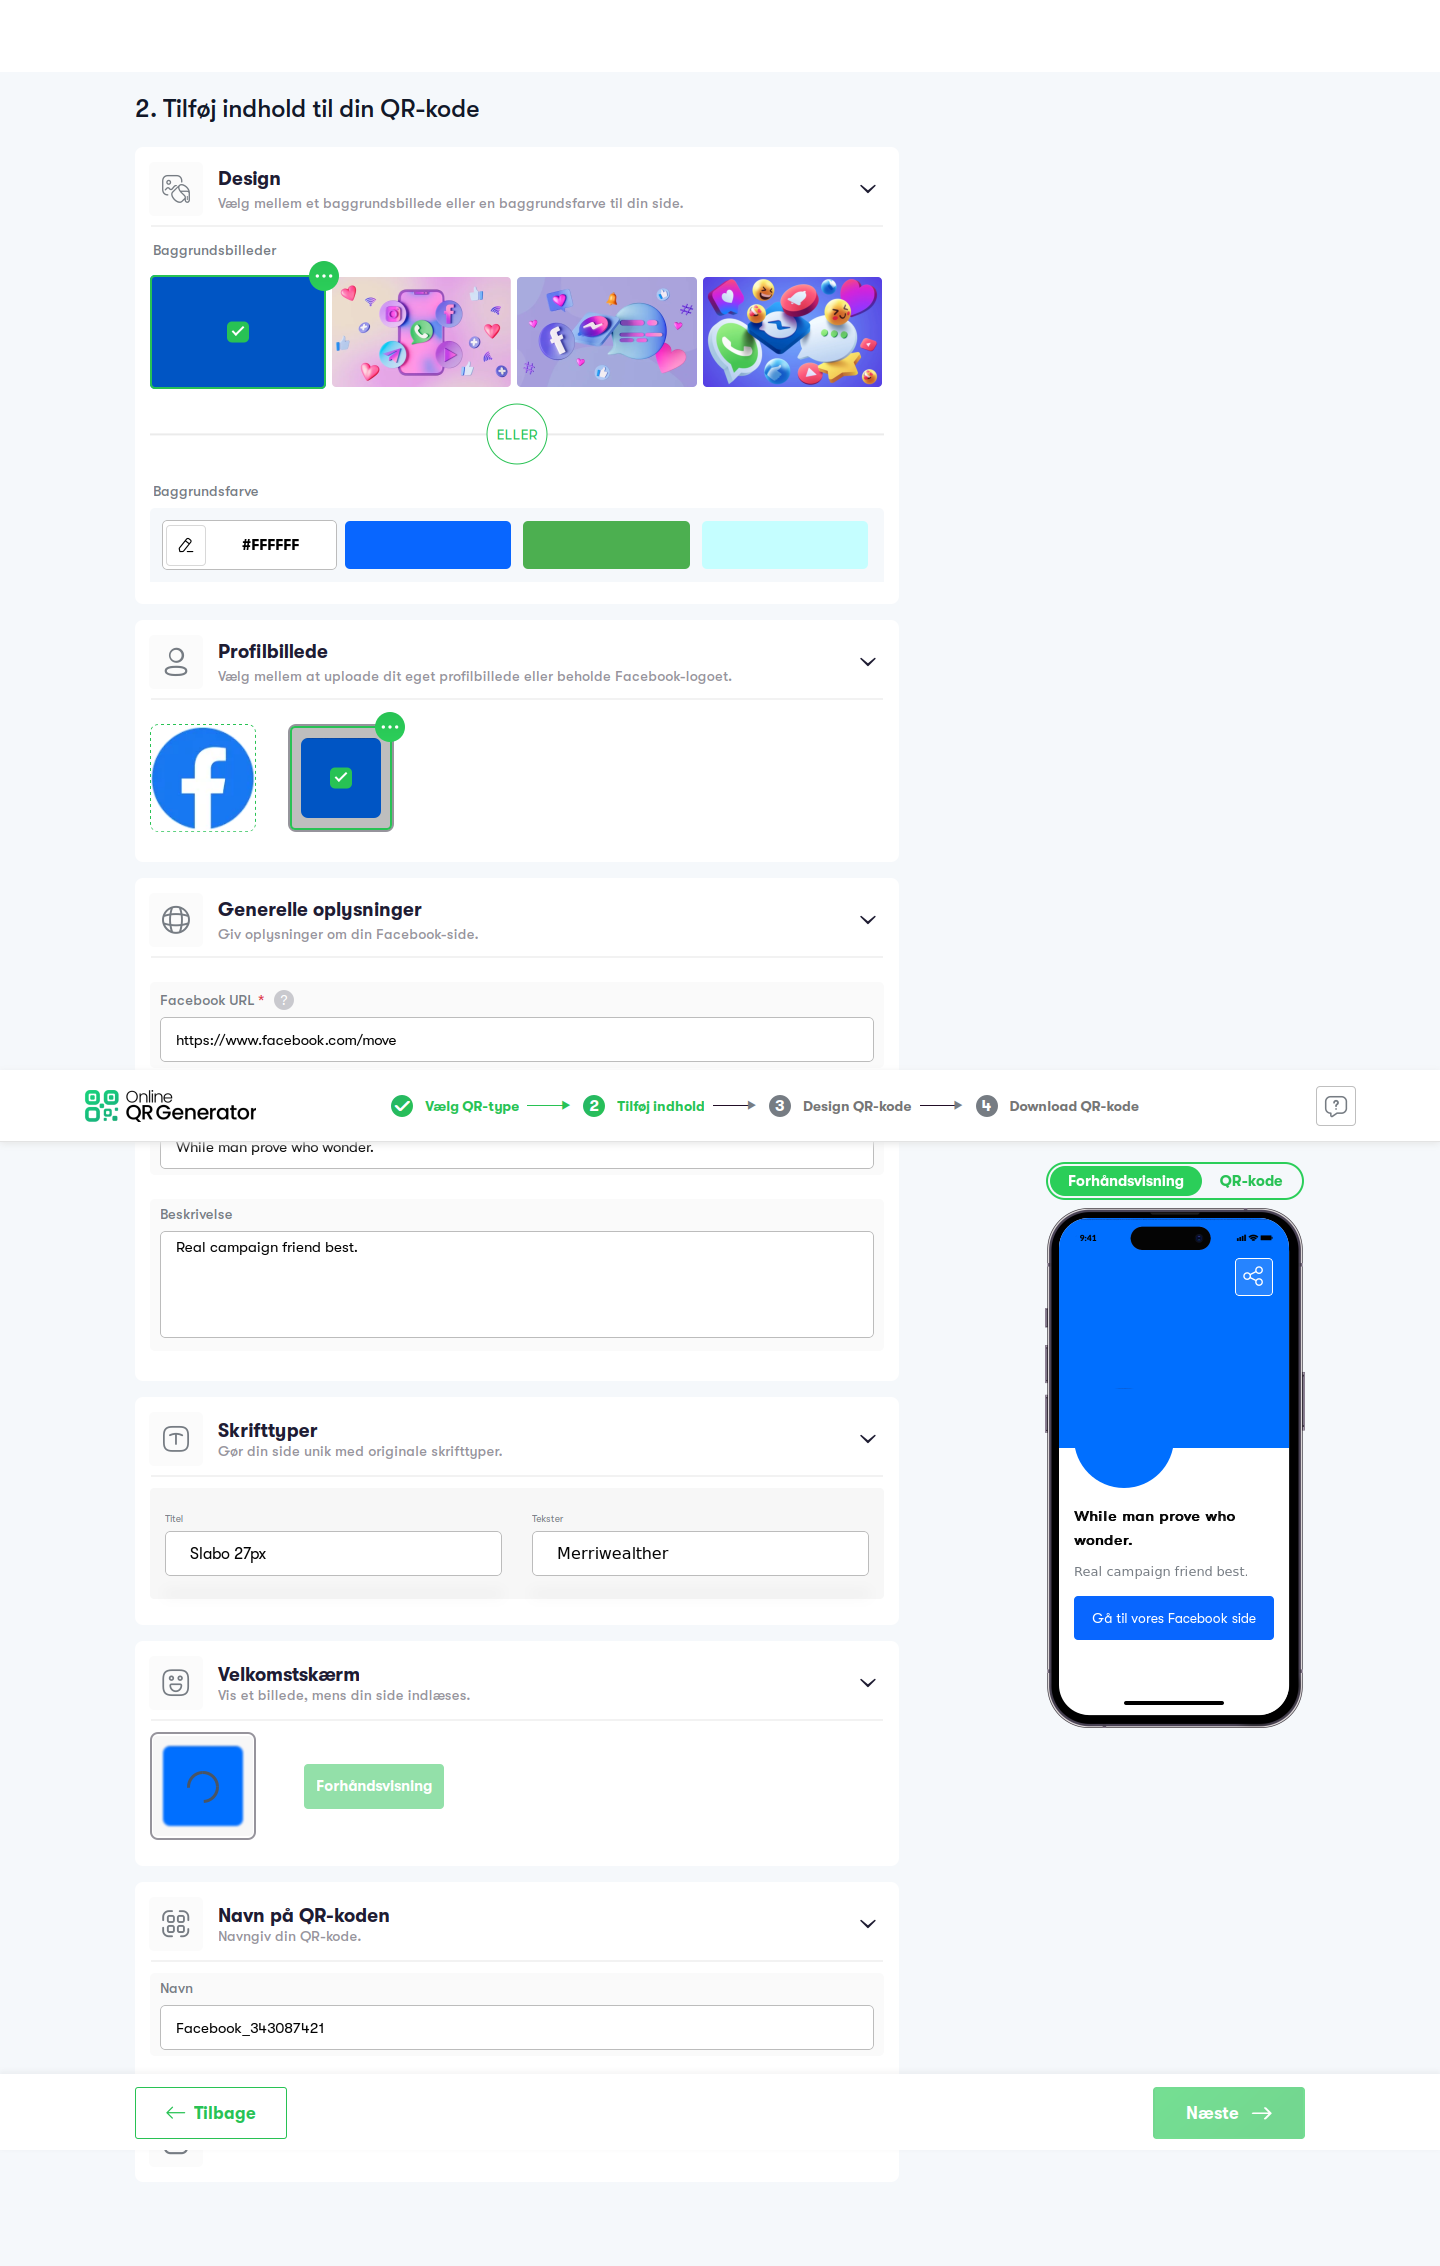 2. Tilføj indhold til din QR-kode
Design
Vælg mellem et baggrundsbillede eller en baggrundsfarve til din side.
Baggrundsbilleder
ELLER
Baggrundsfarve
#FFFFFF
Profilbillede
Vælg mellem at uploade dit eget profilbillede eller beholde Facebook-logoet.
Generelle oplysninger
Giv oplysninger om din Facebook-side.
Facebook URL * ?
https://www.facebook.com/move
Online
QR Generator
Vælg QR-type
2 Tilføj indhold
3 Design QR-kode
4 Download QR-kode
While man prove who wonder.
Beskrivelse
Real campaign friend best.
Forhåndsvisning
QR-kode
9:41
While man prove who
wonder.
Real campaign friend best.
Gå til vores Facebook side
Skrifttyper
Gør din side unik med originale skrifttyper.
Titel
Slabo 27px
Tekster
Merriwealther
Velkomstskærm
Vis et billede, mens din side indlæses.
Forhåndsvisning
Navn på QR-koden
Navngiv din QR-kode.
Navn
Facebook_343087421
Tilbage
Næste